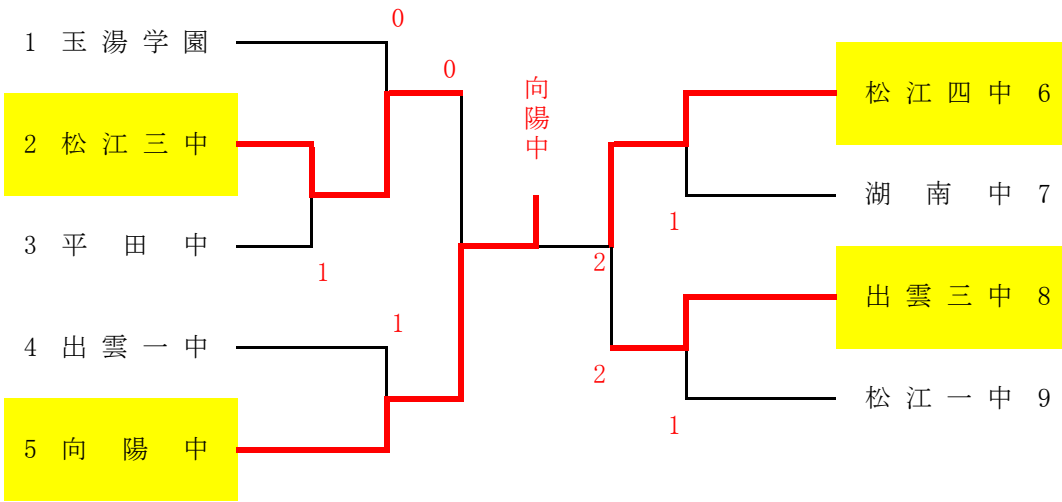 1 玉湯学園
2 松江三中
3 平田中
4 出雲一中
5 向陽中
0
0
1
1
向陽中
2
2
1
1
松江四中 6
湖南中 7
出雲三中 8
松江一中 9